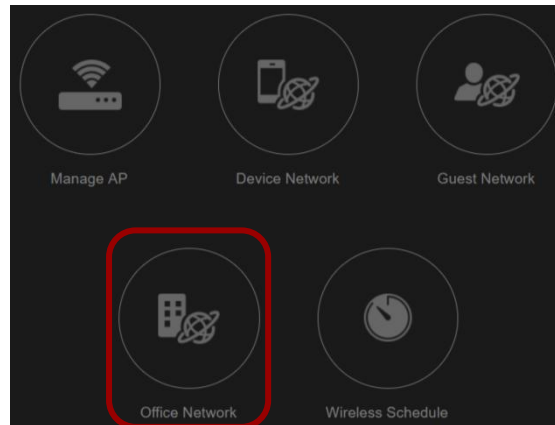 Manage AP
Device Network
Guest Network
Office Network
Wireless Schedule